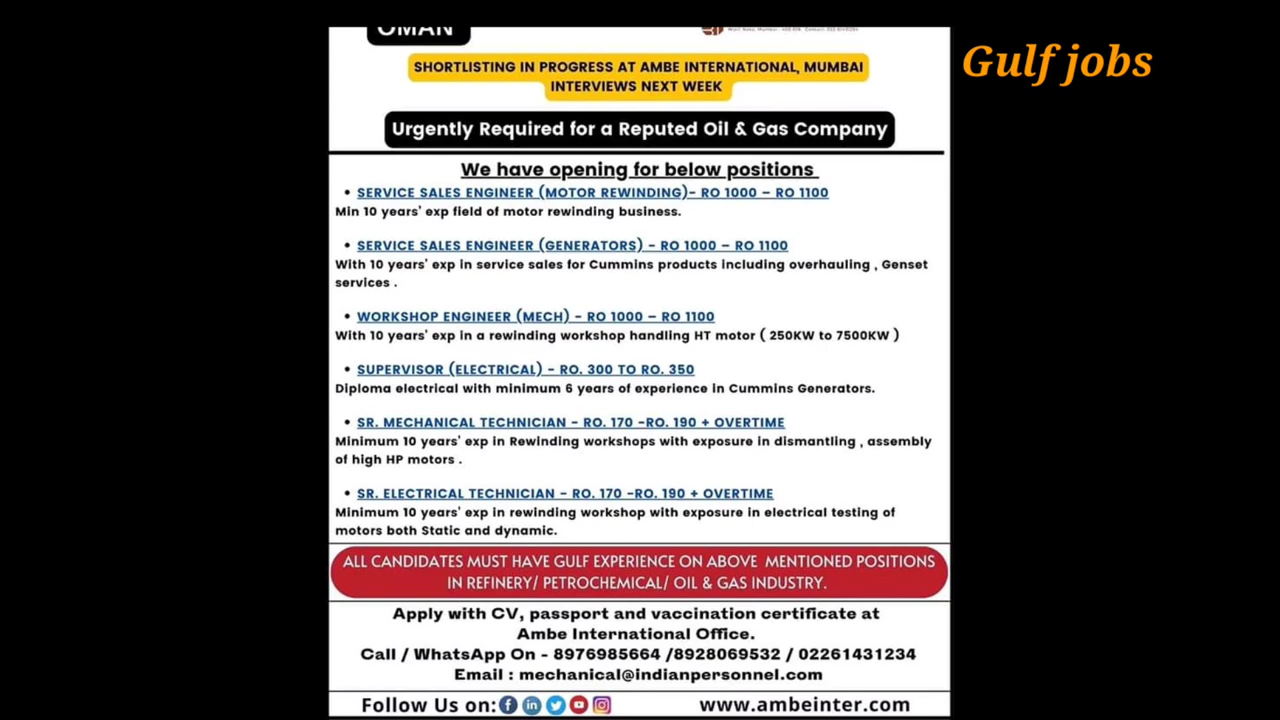 OMAN
Gulf jobs
SHORTLISTING IN PROGRESS AT AMBE INTERNATIONAL, MUMBAI
INTERVIEWS NEXT WEEK
Urgently Required for a Reputed Oil & Gas Company
We have opening for below positions
• SERVICE SALES ENGINEER (MOTOR REWINDING)- RO 1000 – RO 1100
Min 10 years' exp field of motor rewinding business.
• SERVICE SALES ENGINEER (GENERATORS) - RO 1000 – RO 1100
With 10 years' exp in service sales for Cummins products including overhauling , Genset
services .
• WORKSHOP ENGINEER (MECH) - RO 1000 – RO 1100
With 10 years' exp in a rewinding workshop handling HT motor ( 250KW to 7500KW )
• SUPERVISOR (ELECTRICAL) - RO. 300 TO RO. 350
Diploma electrical with minimum 6 years of experience in Cummins Generators.
• SR. MECHANICAL TECHNICIAN - RO. 170 -RO. 190 + OVERTIME
Minimum 10 years' exp in Rewinding workshops with exposure in dismantling , assembly
of high HP motors .
• SR. ELECTRICAL TECHNICIAN - RO. 170 -RO. 190 + OVERTIME
Minimum 10 years' exp in rewinding workshop with exposure in electrical testing of
motors both Static and dynamic.
ALL CANDIDATES MUST HAVE GULF EXPERIENCE ON ABOVE MENTIONED POSITIONS
IN REFINERY/ PETROCHEMICAL/ OIL & GAS INDUSTRY.
Apply with CV, passport and vaccination certificate at
Ambe International Office.
Call / WhatsApp On - 8976985664 /8928069532 / 02261431234
Email : mechanical@indianpersonnel.com
Follow Us on:
www.ambeinter.com